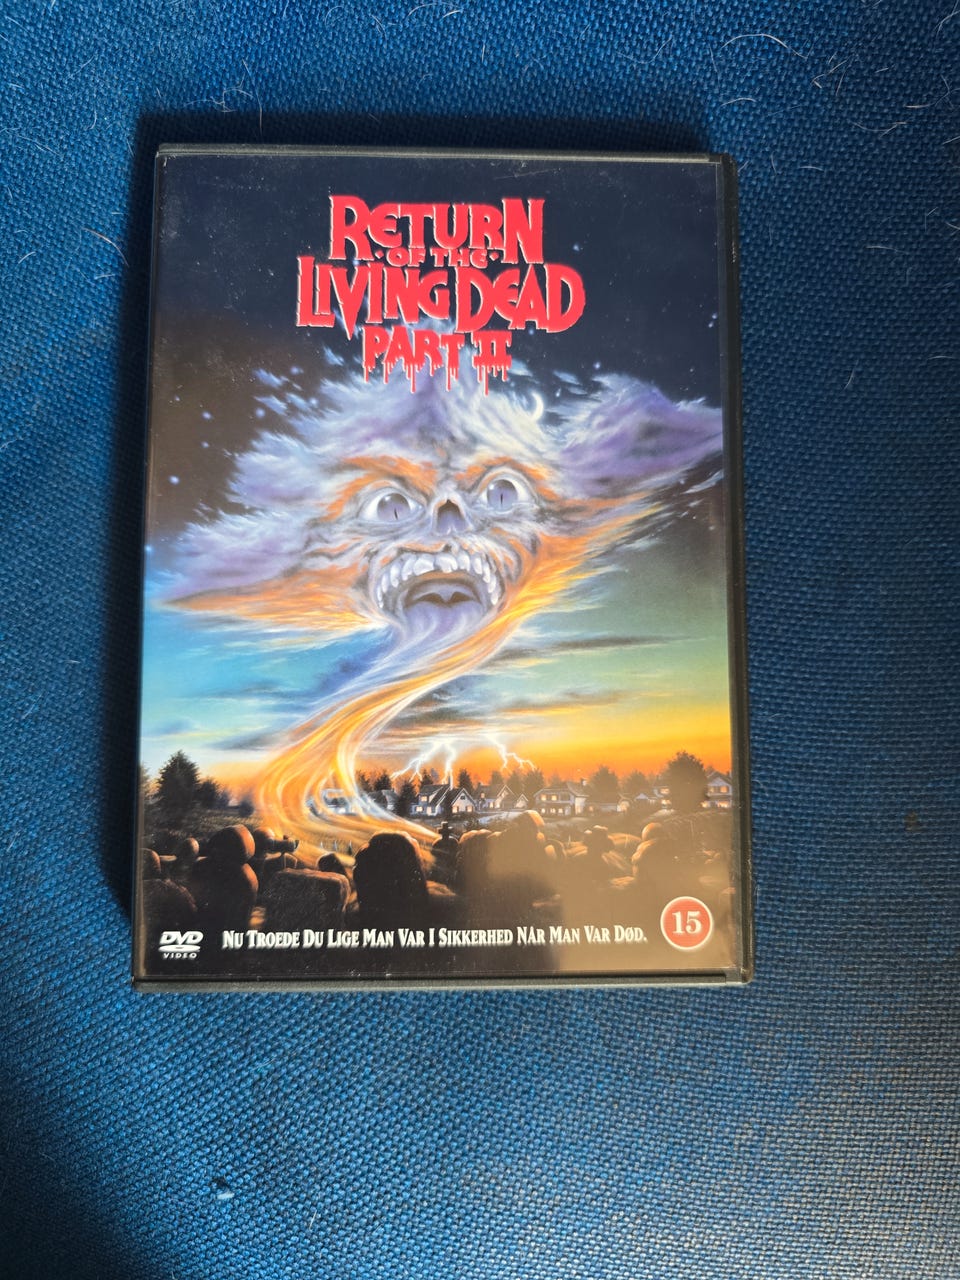 RETURN
·OF THE·
LIVING DEAD
PART II
DVD
VIDEO
NU TROEDE DU LIGE MAN VAR I SIKKERHED NÅR MAN VAR DØD.
15